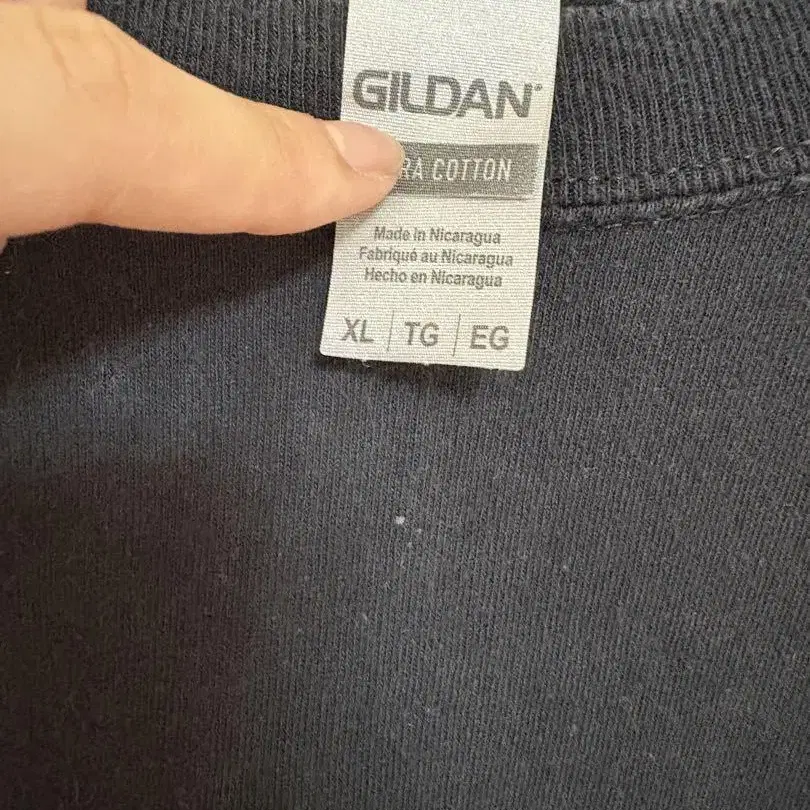 GILDAN
RA COTTON
Made in Nicaragua
Fabriqué au Nicaragua
Hecho en Nicaragua
XL | TG | EG